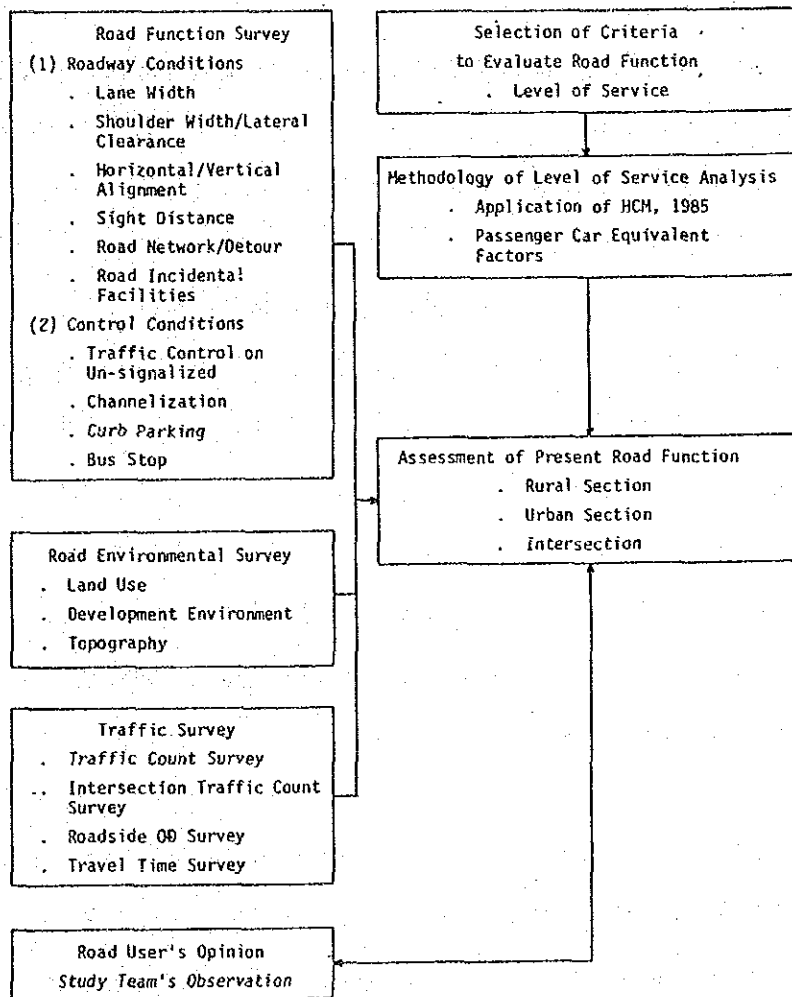 Road Function Survey
(1) Roadway Conditions
. Lane Width
. Shoulder Width/Lateral
Clearance
. Horizontal/Vertical
Alignment
. Sight Distance
. Road Network/Detour
. Road Incidental
Facilities
(2) Control Conditions
. Traffic Control on
Un-signalized
. Channelization
. Curb Parking
. Bus Stop
Road Environmental Survey
. Land Use
. Development Environment
. Topography
Traffic Survey
. Traffic Count Survey
. Intersection Traffic Count
Survey
. Roadside OD Survey
. Travel Time Survey
Road User's Opinion
Study Team's Observation
Selection of Criteria
to Evaluate Road Function
. Level of Service
Methodology of Level of Service Analysis
. Application of HCM, 1985
. Passenger Car Equivalent
Factors
Assessment of Present Road Function
. Rural Section
. Urban Section
. Intersection